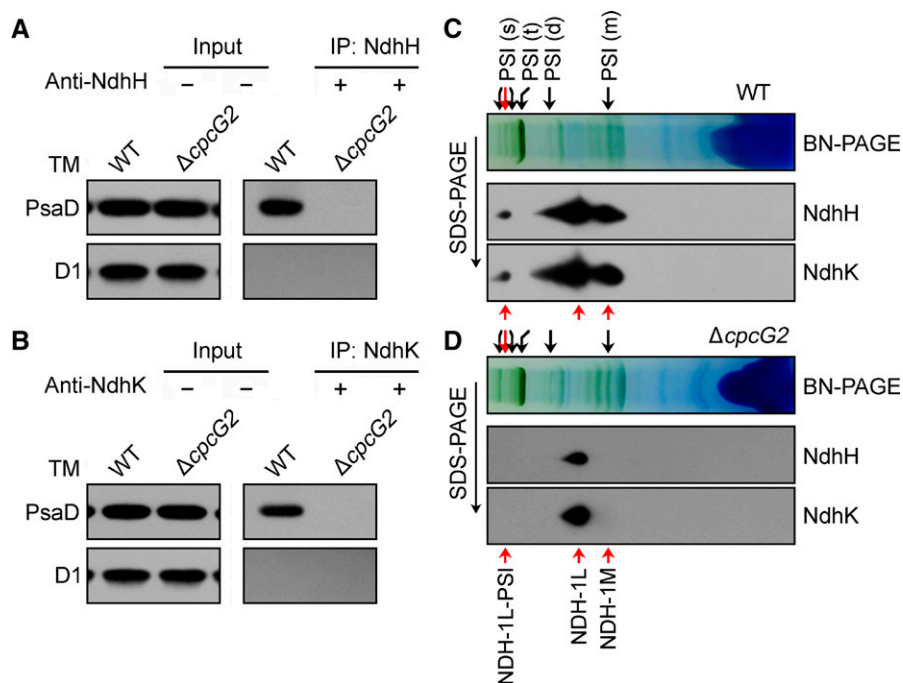 A
Input
IP: NdhH
Anti-NdhH – – + +
TM WT ΔcpcG2 WT ΔcpcG2
PsaD
D1
B
Input
IP: NdhK
Anti-NdhK – – + +
TM WT ΔcpcG2 WT ΔcpcG2
PsaD
D1
C
PSI (s)
PSI (t)
PSI (d)
PSI (m)
WT
BN-PAGE
SDS-PAGE
NdhH
NdhK
D
ΔcpcG2
BN-PAGE
SDS-PAGE
NdhH
NdhK
NDH-1L-PSI
NDH-1L
NDH-1M